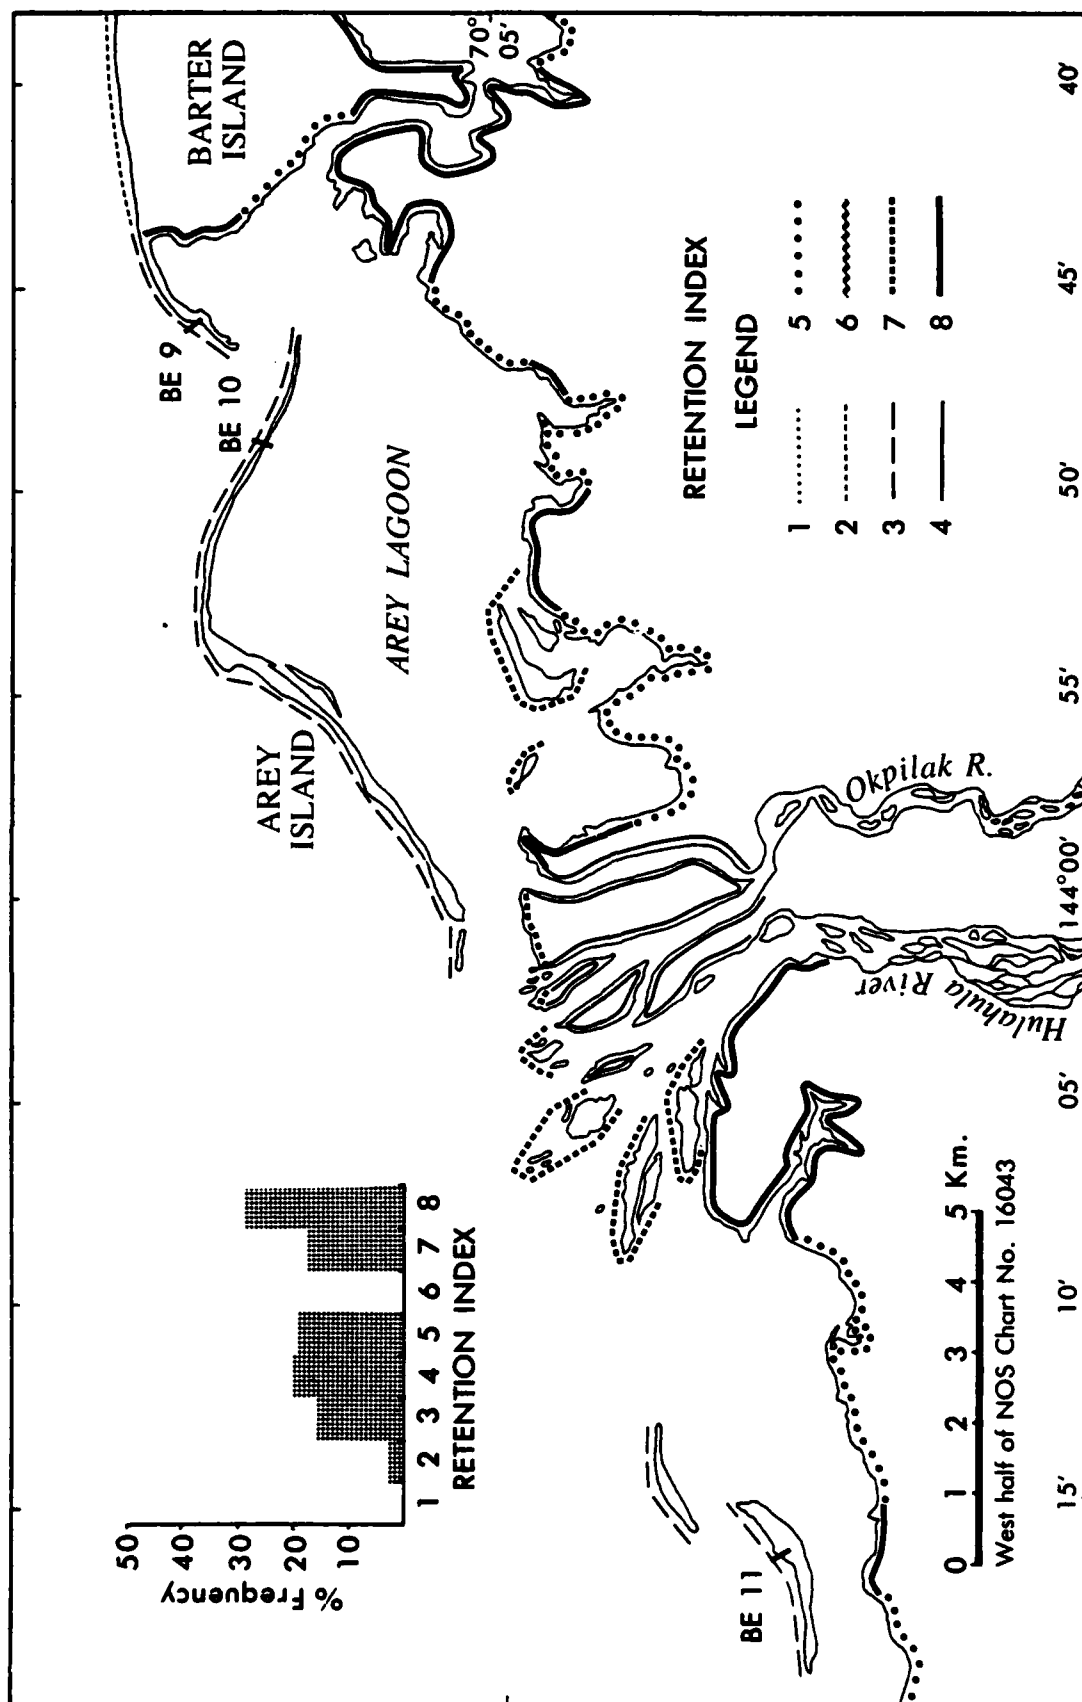 BARTER
ISLAND
70°
05'
BE 9
BE 10
AREY LAGOON
AREY
ISLAND
Okpilak R.
Hulahula River
BE 11
RETENTION INDEX
LEGEND
1 5
2 6
3 7
4 8
% Frequency
50
40
30
20
10
1 2 3 4 5 6 7 8
RETENTION INDEX
0 1 2 3 4 5 Km.
West half of NOS Chart No. 16043
15' 10' 05' 144°00' 55' 50' 45' 40'